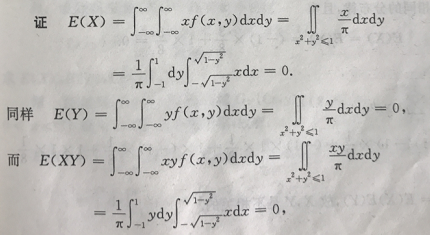 证 E(X) = ∫_{-∞}^{∞}∫_{-∞}^{∞} xf(x,y)dxdy = ∬_{x²+y²≤1} x/π dxdy
= 1/π ∫_{-1}^{1} dy ∫_{-√(1-y²)}^{√(1-y²)} xdx = 0.
同样 E(Y) = ∫_{-∞}^{∞}∫_{-∞}^{∞} yf(x,y)dxdy = ∬_{x²+y²≤1} y/π dxdy = 0,
而 E(XY) = ∫_{-∞}^{∞}∫_{-∞}^{∞} xyf(x,y)dxdy = ∬_{x²+y²≤1} xy/π dxdy
= 1/π ∫_{-1}^{1} ydy ∫_{-√(1-y²)}^{√(1-y²)} xdx = 0,